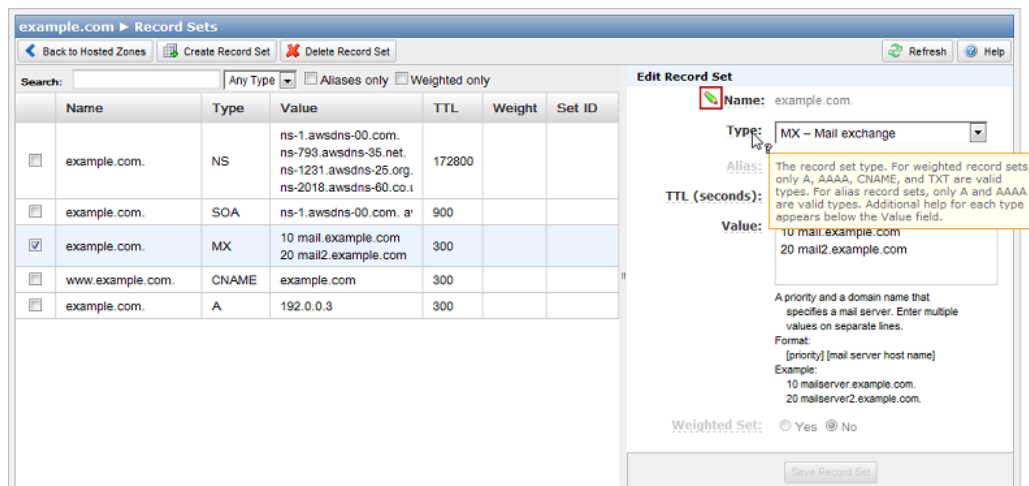 example.com ▶ Record Sets
Back to Hosted Zones Create Record Set Delete Record Set Refresh Help
Search: Any Type Aliases only Weighted only
Name Type Value TTL Weight Set ID
example.com. NS ns-1.awsdns-00.com. 172800
ns-793.awsdns-35.net.
ns-1231.awsdns-25.org.
ns-2018.awsdns-60.co.u
example.com. SOA ns-1.awsdns-00.com. a 900
example.com. MX 10 mail.example.com 300
20 mail2.example.com
www.example.com. CNAME example.com 300
example.com. A 192.0.0.3 300
Edit Record Set
Name: example.com.
Type: MX – Mail exchange
Alias:
The record set type. For weighted record sets,
only A, AAAA, CNAME, and TXT are valid
types. For alias record sets, only A and AAAA
are valid types. Additional help for each type
appears below the Value field.
TTL (seconds):
Value: 10 mail.example.com
20 mail2.example.com
A priority and a domain name that
specifies a mail server. Enter multiple
values on separate lines.
Format:
[priority] [mail server host name]
Example:
10 mailserver.example.com.
20 mailserver2.example.com.
Weighted Set: Yes No
Save Record Set